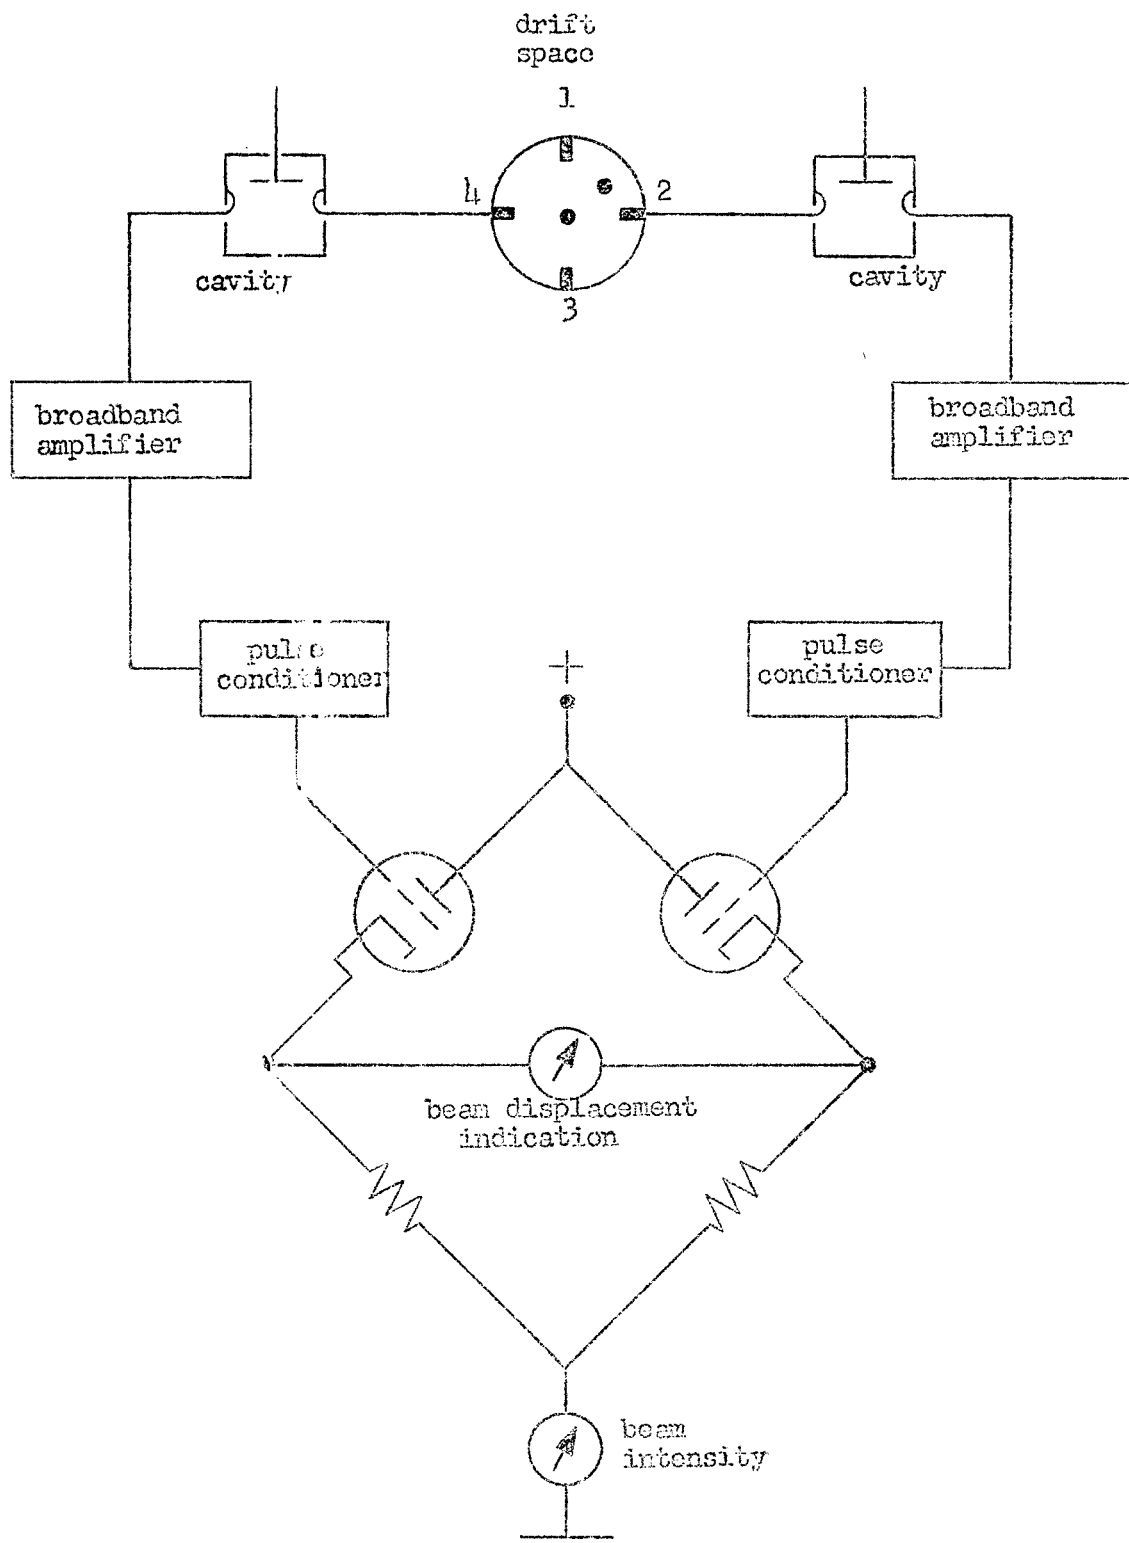 drift
space
1
4
2
3
cavity
cavity
broadband
amplifier
broadband
amplifier
pulse
conditioner
+
pulse
conditioner
beam displacement
indication
beam
intensity